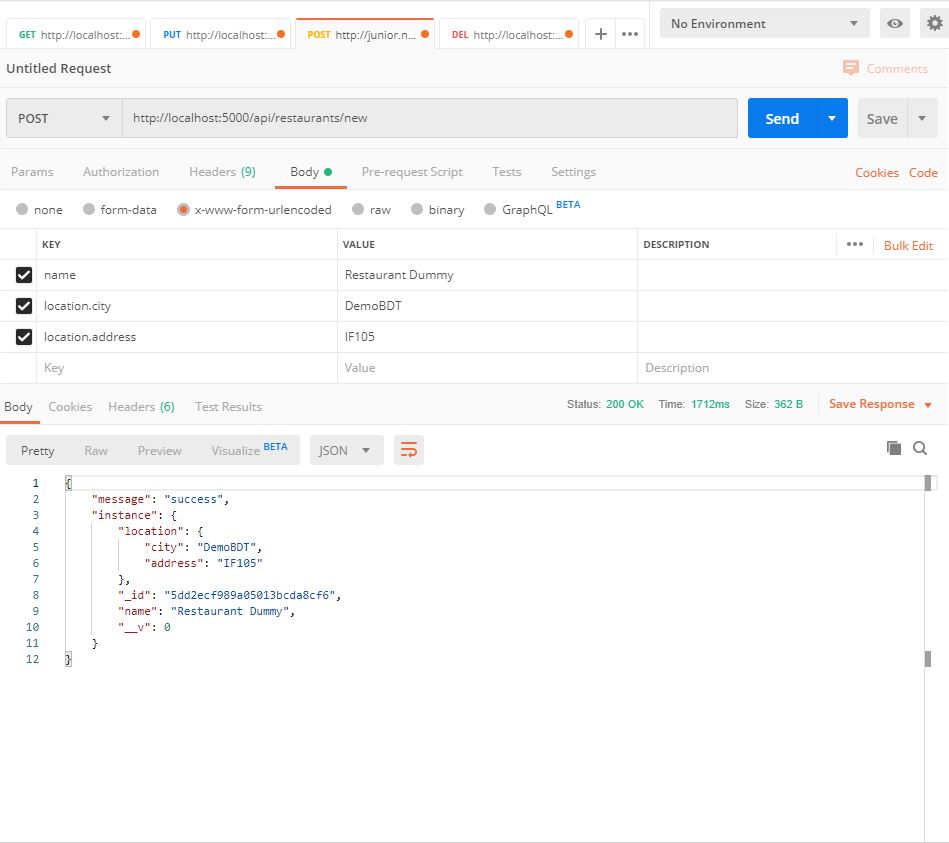 GET http://localhost:... PUT http://localhost:... POST http://junior.n... DEL http://localhost:... + ••• No Environment
Untitled Request Comments
POST http://localhost:5000/api/restaurants/new Send Save
Params Authorization Headers (9) Body Pre-request Script Tests Settings Cookies Code
none form-data x-www-form-urlencoded raw binary GraphQL BETA
KEY VALUE DESCRIPTION ••• Bulk Edit
name Restaurant Dummy
location.city DemoBDT
location.address IF105
Key Value Description
Body Cookies Headers (6) Test Results Status: 200 OK Time: 1712ms Size: 362 B Save Response
Pretty Raw Preview Visualize BETA JSON
1 {
2 "message": "success",
3 "instance": {
4 "location": {
5 "city": "DemoBDT",
6 "address": "IF105"
7 },
8 "_id": "5dd2ecf989a05013bcda8cf6",
9 "name": "Restaurant Dummy",
10 "__v": 0
11 }
12 }